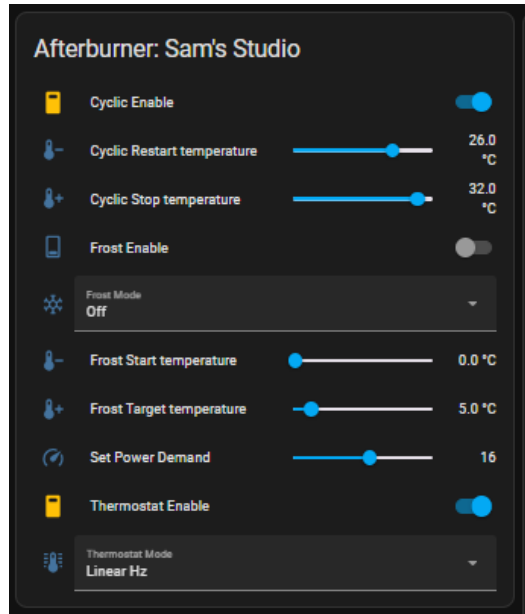 Afterburner: Sam's Studio
Cyclic Enable
Cyclic Restart temperature
26.0
°C
Cyclic Stop temperature
32.0
°C
Frost Enable
Frost Mode
Off
Frost Start temperature 0.0 °C
Frost Target temperature 5.0 °C
Set Power Demand 16
Thermostat Enable
Thermostat Mode
Linear Hz